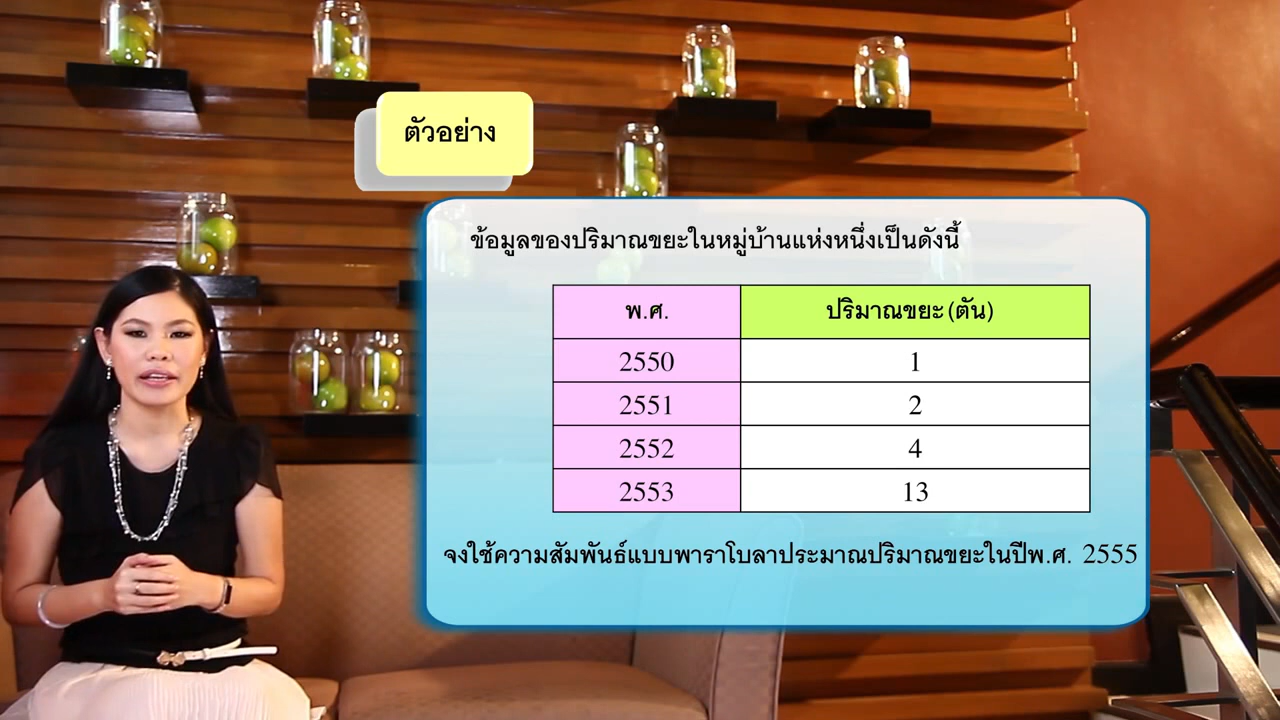 ตัวอย่าง
ข้อมูลของปริมาณขยะในหมู่บ้านแห่งหนึ่งเป็นดังนี้
พ.ศ. ปริมาณขยะ (ตัน)
2550 1
2551 2
2552 4
2553 13
จงใช้ความสัมพันธ์แบบพาราโบลาประมาณปริมาณขยะในปีพ.ศ. 2555